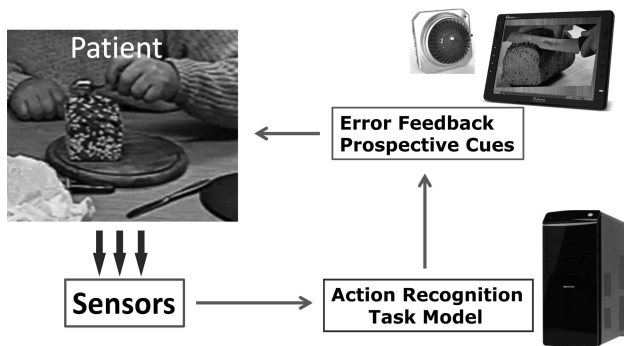 Patient
Error Feedback
Prospective Cues
Sensors
Action Recognition
Task Model